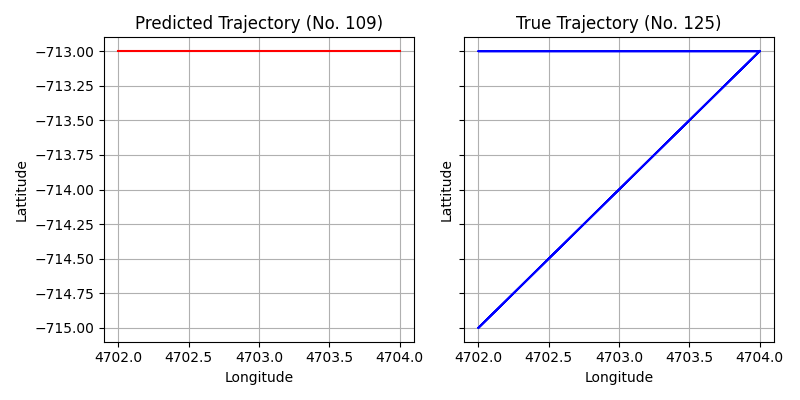 Predicted Trajectory (No. 109)
−713.00
−713.25
−713.50
−713.75
−714.00
−714.25
−714.50
−714.75
−715.00
Lattitude
4702.0 4702.5 4703.0 4703.5 4704.0
Longitude
True Trajectory (No. 125)
Lattitude
4702.0 4702.5 4703.0 4703.5 4704.0
Longitude